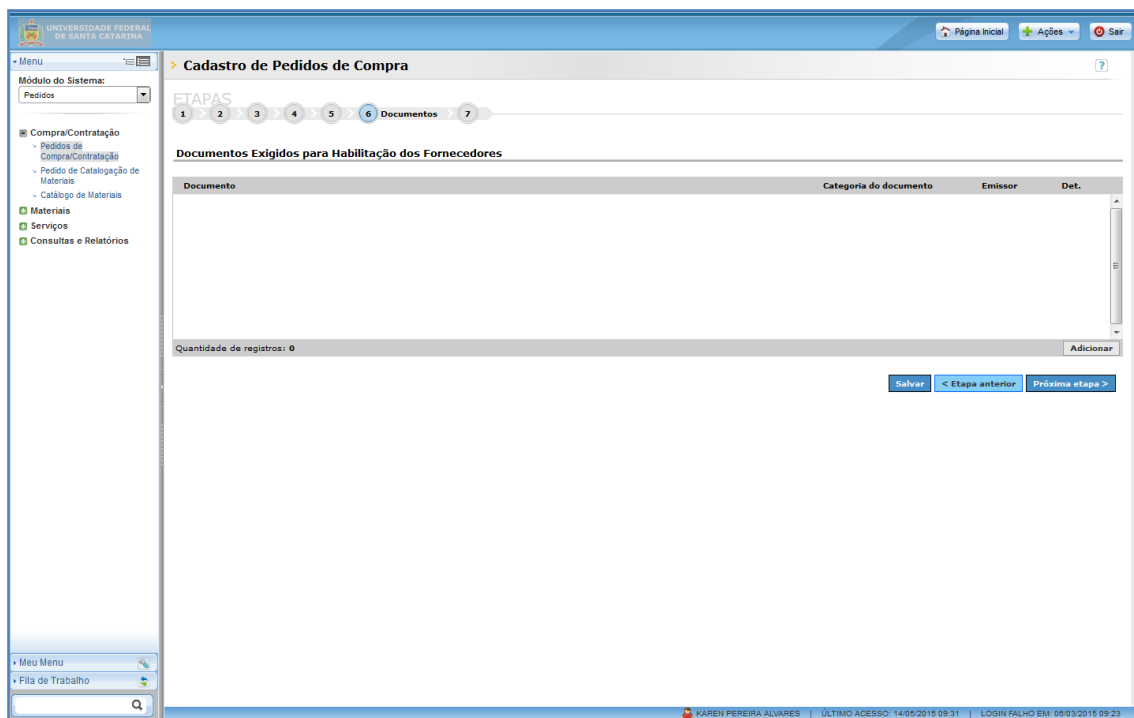 UNIVERSIDADE FEDERAL
DE SANTA CATARINA
Página Inicial
Ações
Sair
Menu
Módulo do Sistema:
Pedidos
Compra/Contratação
Pedidos de
Compra/Contratação
Pedido de Catalogação de
Materiais
Catálogo de Materiais
Materiais
Serviços
Consultas e Relatórios
Cadastro de Pedidos de Compra
?
ETAPAS
1 2 3 4 5 6 Documentos 7
Documentos Exigidos para Habilitação dos Fornecedores
Documento Categoria do documento Emissor Det.
Quantidade de registros: 0 Adicionar
Salvar < Etapa anterior Próxima etapa >
Meu Menu
Fila de Trabalho
KAREN PEREIRA ALVARES | ÚLTIMO ACESSO: 14/05/2015 09:31 | LOGIN FALHO EM: 06/03/2015 09:23